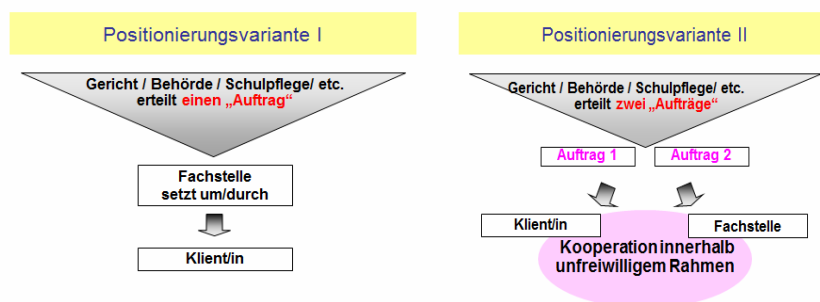 Positionierungsvariante I
Gericht / Behörde / Schulpflege/ etc.
erteilt einen „Auftrag“
Fachstelle
setzt um/durch
Klient/in
Positionierungsvariante II
Gericht / Behörde / Schulpflege/ etc.
erteilt zwei „Aufträge“
Auftrag 1
Auftrag 2
Klient/in
Fachstelle
Kooperation innerhalb
unfreiwilligem Rahmen